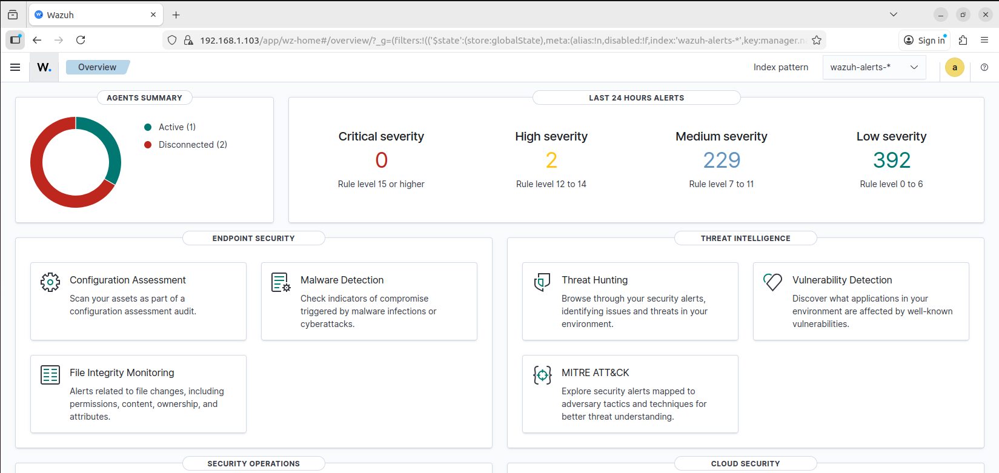 Wazuh
192.168.1.103/app/wz-home#/overview/?_g=(filters:!(('$state':(store:globalState),meta:(alias:!n,disabled:!f,index:'wazuh-alerts-*',key:manager.n
Sign in
W.
Overview
Index pattern
wazuh-alerts-*
a
AGENTS SUMMARY
Active (1)
Disconnected (2)
LAST 24 HOURS ALERTS
Critical severity
0
Rule level 15 or higher
High severity
2
Rule level 12 to 14
Medium severity
229
Rule level 7 to 11
Low severity
392
Rule level 0 to 6
ENDPOINT SECURITY
Configuration Assessment
Scan your assets as part of a
configuration assessment audit.
Malware Detection
Check indicators of compromise
triggered by malware infections or
cyberattacks.
File Integrity Monitoring
Alerts related to file changes, including
permissions, content, ownership, and
attributes.
THREAT INTELLIGENCE
Threat Hunting
Browse through your security alerts,
identifying issues and threats in your
environment.
Vulnerability Detection
Discover what applications in your
environment are affected by well-known
vulnerabilities.
MITRE ATT&CK
Explore security alerts mapped to
adversary tactics and techniques for
better threat understanding.
SECURITY OPERATIONS
CLOUD SECURITY